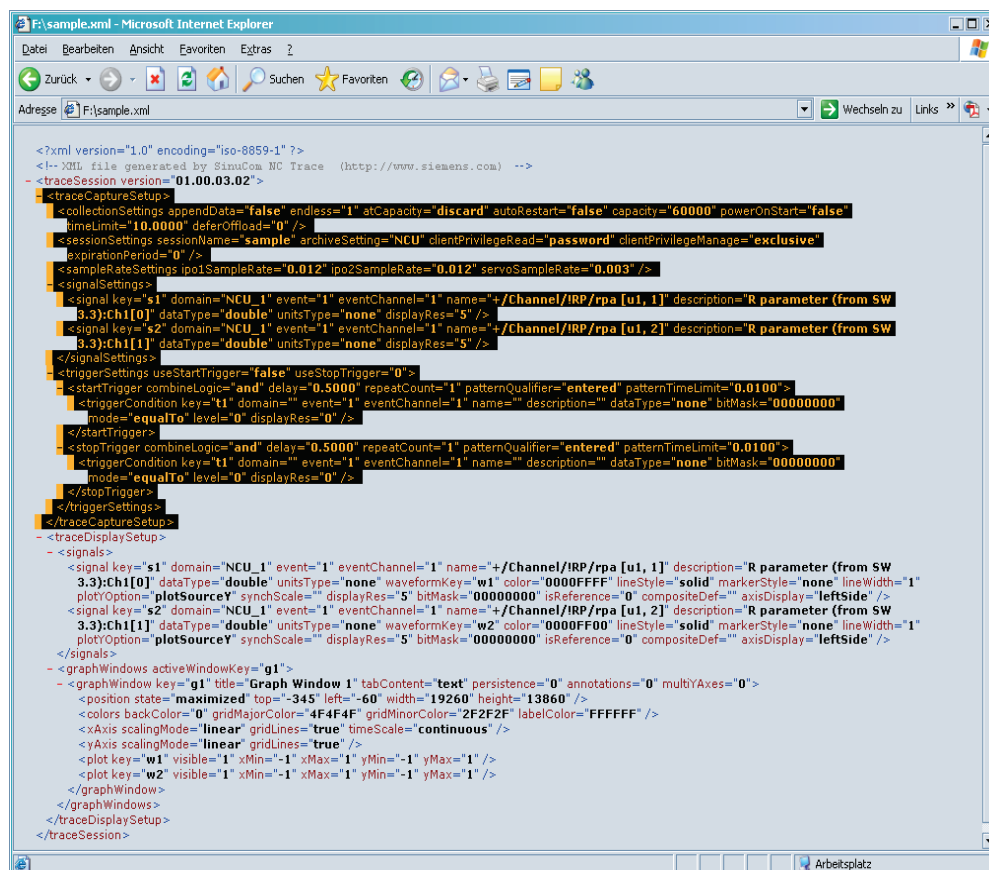 F:\sample.xml - Microsoft Internet Explorer
Datei Bearbeiten Ansicht Favoriten Extras ?
Zurück Suchen Favoriten
Adresse F:\sample.xml Wechseln zu Links »
<?xml version="1.0" encoding="iso-8859-1" ?>
<!-- XML file generated by SinuCom NC Trace (http://www.siemens.com) -->
- <traceSession version="01.00.03.02">
- <traceCaptureSetup>
<collectionSettings appendData="false" endless="1" atCapacity="discard" autoRestart="false" capacity="60000" powerOnStart="false"
timeLimit="10.0000" deferOffload="0" />
<sessionSettings sessionName="sample" archiveSetting="NCU" clientPrivilegeRead="password" clientPrivilegeManage="exclusive"
expirationPeriod="0" />
<sampleRateSettings ipo1SampleRate="0.012" ipo2SampleRate="0.012" servoSampleRate="0.003" />
- <signalSettings>
<signal key="s1" domain="NCU_1" event="1" eventChannel="1" name="+/Channel/!RP/rpa [u1, 1]" description="R parameter (from SW
3.3):Ch1[0]" dataType="double" unitsType="none" displayRes="5" />
<signal key="s2" domain="NCU_1" event="1" eventChannel="1" name="+/Channel/!RP/rpa [u1, 2]" description="R parameter (from SW
3.3):Ch1[1]" dataType="double" unitsType="none" displayRes="5" />
</signalSettings>
- <triggerSettings useStartTrigger="false" useStopTrigger="0">
- <startTrigger combineLogic="and" delay="0.5000" repeatCount="1" patternQualifier="entered" patternTimeLimit="0.0100">
<triggerCondition key="t1" domain="" event="1" eventChannel="1" name="" description="" dataType="none" bitMask="00000000"
mode="equalTo" level="0" displayRes="0" />
</startTrigger>
- <stopTrigger combineLogic="and" delay="0.5000" repeatCount="1" patternQualifier="entered" patternTimeLimit="0.0100">
<triggerCondition key="t1" domain="" event="1" eventChannel="1" name="" description="" dataType="none" bitMask="00000000"
mode="equalTo" level="0" displayRes="0" />
</stopTrigger>
</triggerSettings>
</traceCaptureSetup>
- <traceDisplaySetup>
- <signals>
<signal key="s1" domain="NCU_1" event="1" eventChannel="1" name="+/Channel/!RP/rpa [u1, 1]" description="R parameter (from SW
3.3):Ch1[0]" dataType="double" unitsType="none" waveformKey="w1" color="0000FFFF" lineStyle="solid" markerStyle="none" lineWidth="1"
plotYOption="plotSourceY" synchScale="" displayRes="5" bitMask="00000000" isReference="0" compositeDef="" axisDisplay="leftSide" />
<signal key="s2" domain="NCU_1" event="1" eventChannel="1" name="+/Channel/!RP/rpa [u1, 2]" description="R parameter (from SW
3.3):Ch1[1]" dataType="double" unitsType="none" waveformKey="w2" color="0000FF00" lineStyle="solid" markerStyle="none" lineWidth="1"
plotYOption="plotSourceY" synchScale="" displayRes="5" bitMask="00000000" isReference="0" compositeDef="" axisDisplay="leftSide" />
</signals>
- <graphWindows activeWindowKey="g1">
- <graphWindow key="g1" title="Graph Window 1" tabContent="text" persistence="0" annotations="0" multiYAxes="0">
<position state="maximized" top="-345" left="-60" width="19260" height="13860" />
<colors backColor="0" gridMajorColor="4F4F4F" gridMinorColor="2F2F2F" labelColor="FFFFFF" />
<xAxis scalingMode="linear" gridLines="true" timeScale="continuous" />
<yAxis scalingMode="linear" gridLines="true" />
<plot key="w1" visible="1" xMin="-1" xMax="1" yMin="-1" yMax="1" />
<plot key="w2" visible="1" xMin="-1" xMax="1" yMin="-1" yMax="1" />
</graphWindow>
</graphWindows>
</traceDisplaySetup>
</traceSession>
Arbeitsplatz